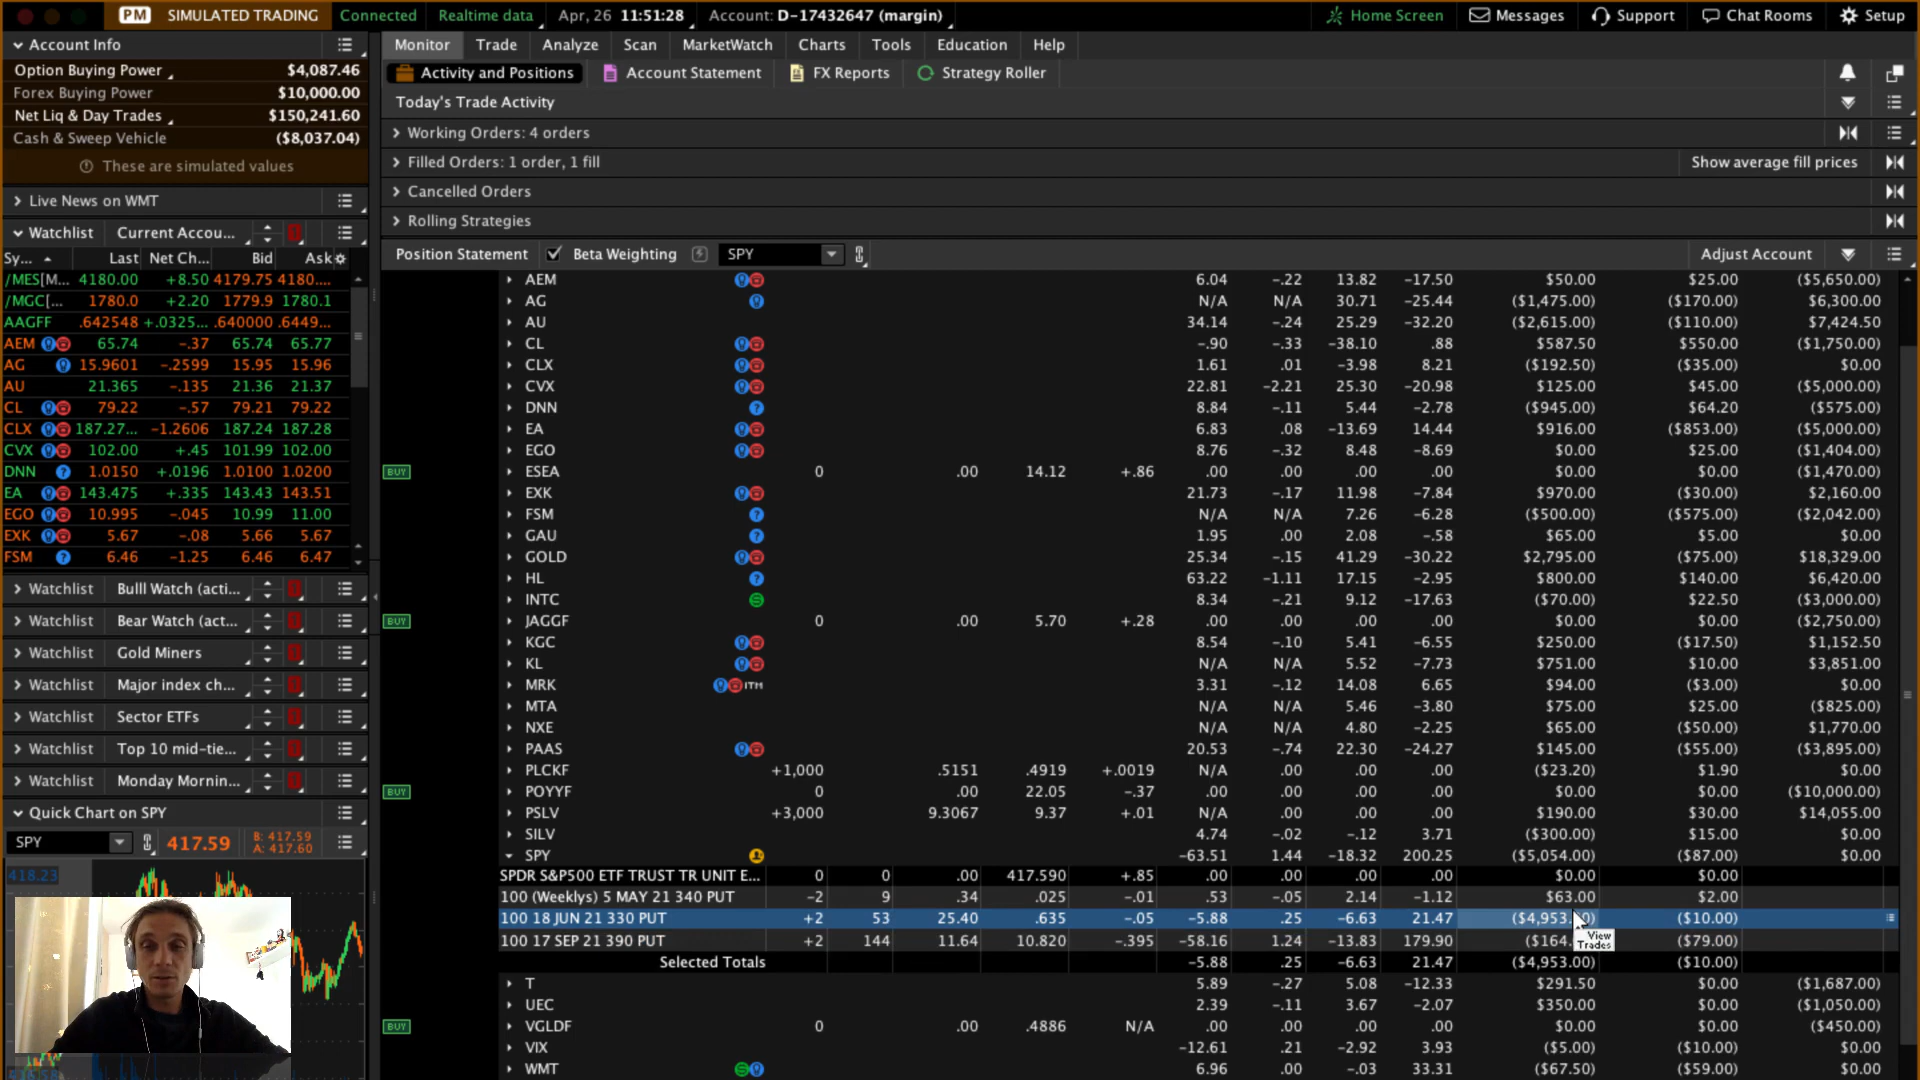 PM SIMULATED TRADING Connected Realtime data Apr, 26 11:51:28 Account: D-17432647 (margin) Home Screen Messages Support Chat Rooms Setup
Account Info
Option Buying Power $4,087.46
Forex Buying Power $10,000.00
Net Liq & Day Trades $150,241.60
Cash & Sweep Vehicle ($8,037.04)
These are simulated values
Live News on WMT
Watchlist Current Accou...
Sy... Last Net Ch... Bid Ask
/MES[M... 4180.00 +8.50 4179.75 4180....
/MGC[... 1780.0 +2.20 1779.9 1780.1
AAGFF .642548 +.0325... .640000 .6449...
AEM 65.74 -.37 65.74 65.77
AG 15.9601 -.2599 15.95 15.96
AU 21.365 -.135 21.36 21.37
CL 79.22 -.57 79.21 79.22
CLX 187.27... -1.2606 187.24 187.28
CVX 102.00 +.45 101.99 102.00
DNN 1.0150 +.0196 1.0100 1.0200
EA 143.475 +.335 143.43 143.51
EGO 10.995 -.045 10.99 11.00
EXK 5.67 -.08 5.66 5.67
FSM 6.46 -1.25 6.46 6.47
Watchlist Bulll Watch (acti...
Watchlist Bear Watch (act...
Watchlist Gold Miners
Watchlist Major index ch...
Watchlist Sector ETFs
Watchlist Top 10 mid-tie...
Watchlist Monday Mornin...
Quick Chart on SPY
SPY 417.59 B: 417.59
A: 417.60
418.23
Monitor Trade Analyze Scan MarketWatch Charts Tools Education Help
Activity and Positions Account Statement FX Reports Strategy Roller
Today's Trade Activity
Working Orders: 4 orders
Filled Orders: 1 order, 1 fill Show average fill prices
Cancelled Orders
Rolling Strategies
Position Statement Beta Weighting SPY Adjust Account
AEM 6.04 -.22 13.82 -17.50 $50.00 $25.00 ($5,650.00)
AG N/A N/A 30.71 -25.44 ($1,475.00) ($170.00) $6,300.00
AU 34.14 -.24 25.29 -32.20 ($2,615.00) ($110.00) $7,424.50
CL -.90 -.33 -38.10 .88 $587.50 $550.00 ($1,750.00)
CLX 1.61 .01 -3.98 8.21 ($192.50) ($35.00) $0.00
CVX 22.81 -2.21 25.30 -20.98 $125.00 $45.00 ($5,000.00)
DNN 8.84 -.11 5.44 -2.78 ($945.00) $64.20 ($575.00)
EA 6.83 .08 -13.69 14.44 $916.00 ($853.00) ($5,000.00)
EGO 8.76 -.32 8.48 -8.69 $0.00 $25.00 ($1,404.00)
BUY ESEA 0 .00 14.12 +.86 .00 .00 .00 .00 $0.00 $0.00 ($1,470.00)
EXK 21.73 -.17 11.98 -7.84 $970.00 ($30.00) $2,160.00
FSM N/A N/A 7.26 -6.28 ($500.00) ($575.00) ($2,042.00)
GAU 1.95 .00 2.08 -.58 $65.00 $5.00 $0.00
GOLD 25.34 -.15 41.29 -30.22 $2,795.00 ($75.00) $18,329.00
HL 63.22 -1.11 17.15 -2.95 $800.00 $140.00 $6,420.00
INTC 8.34 -.21 9.12 -17.63 ($70.00) $22.50 ($3,000.00)
BUY JAGGF 0 .00 5.70 +.28 .00 .00 .00 .00 $0.00 $0.00 ($2,750.00)
KGC 8.54 -.10 5.41 -6.55 $250.00 ($17.50) $1,152.50
KL N/A N/A 5.52 -7.73 $751.00 $10.00 $3,851.00
MRK ITM 3.31 -.12 14.08 6.65 $94.00 ($3.00) $0.00
MTA N/A N/A 5.46 -3.80 $75.00 $25.00 ($825.00)
NXE N/A N/A 4.80 -2.25 $65.00 ($50.00) $1,770.00
PAAS 20.53 -.74 22.30 -24.27 $145.00 ($55.00) ($3,895.00)
PLCKF +1,000 .5151 .4919 +.0019 N/A .00 .00 .00 ($23.20) $1.90 $0.00
BUY POYYF 0 .00 22.05 -.37 .00 .00 .00 .00 $0.00 $0.00 ($10,000.00)
PSLV +3,000 9.3067 9.37 +.01 N/A .00 .00 .00 $190.00 $30.00 $14,055.00
SILV 4.74 -.02 -.12 3.71 ($300.00) $15.00 $0.00
SPY -63.51 1.44 -18.32 200.25 ($5,054.00) ($87.00) $0.00
SPDR S&P500 ETF TRUST TR UNIT E... 0 0 .00 417.590 +.85 .00 .00 .00 .00 $0.00 $0.00
100 (Weeklys) 5 MAY 21 340 PUT -2 9 .34 .025 -.01 .53 -.05 2.14 -1.12 $63.00 $2.00
100 18 JUN 21 330 PUT +2 53 25.40 .635 -.05 -5.88 .25 -6.63 21.47 ($4,953.00) ($10.00)
100 17 SEP 21 390 PUT +2 144 11.64 10.820 -.395 -58.16 1.24 -13.83 179.90 ($164. ($79.00)
View Trades
Selected Totals -5.88 .25 -6.63 21.47 ($4,953.00) ($10.00)
T 5.89 -.27 5.08 -12.33 $291.50 $0.00 ($1,687.00)
UEC 2.39 -.11 3.67 -2.07 $350.00 $0.00 ($1,050.00)
BUY VGLDF 0 .00 .4886 N/A .00 .00 .00 .00 $0.00 $0.00 ($450.00)
VIX -12.61 .21 -2.92 3.93 ($5.00) ($10.00) $0.00
WMT 6.96 .00 -.03 33.31 ($67.50) ($59.00) $0.00